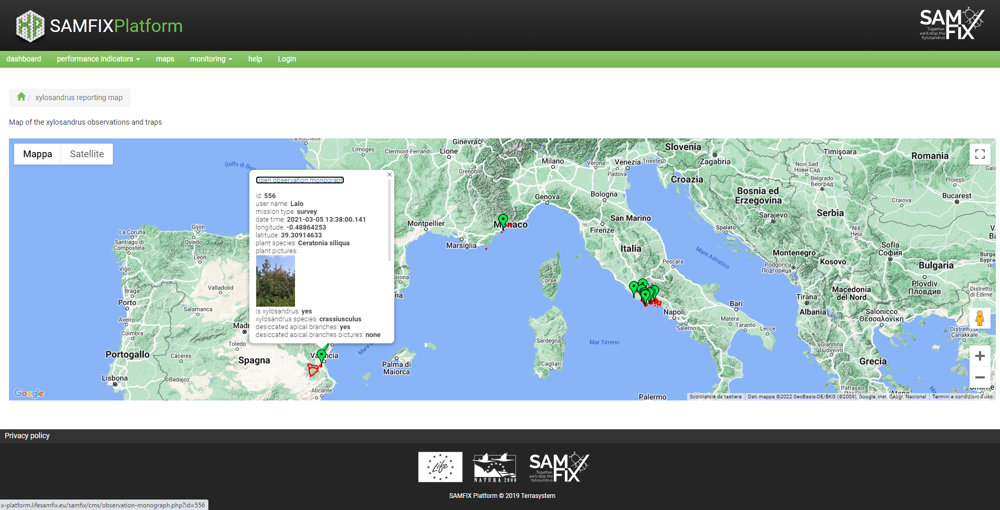 SAMFIXPlatform
SAM
FIX
Together,
we'll stop the
Xylosandrus
dashboard
performance indicators
maps
monitoring
help
Login
/ xylosandrus reporting map
Map of the xylosandrus observations and traps
Mappa
Satellite
Open observation monograph
id: 556
user name: Lalo
mission type: survey
date time: 2021-03-05 13:38:00.141
longitude: -0.48864253
latitude: 39.30914633
plant species: Ceratonia siliqua
plant pictures:
is xylosandrus: yes
xylosandrus species: crassiusculus
desiccated apical branches: yes
desiccated apical branches pictures: none
La Rochelle
Limoges
Clermont-Ferrand
Lione
Ginevra
Grenoble
Golfo di
Milano
Verona
Venezia
Padova
Trieste
Slovenia
Zagabria
Croazia
Timișoara
Romania
Novi Sad
Нови Сад
Belgrado
Београд
Ploiești
Bucarest
Craiova
Genova
Bologna
Bosnia ed
Erzegovina
Sarajevo
Serbia
San Marino
Firenze
Monaco
Montpellier
Marsiglia
Spalato
Niš
Ниш
Sofia
София
Italia
Mare Adriatico
Montenegro
Podgorica
Подгорица
Kosovo
Bulgaria
Pescara
Corse
Plovdiv
Пловдив
Macedonia
del Nord
Tirana
Albania
Distretto
di Edirne
Bari
Napoli
Salerno
Matera
Taranto
Lecce
Salonicco
Θεσσαλονίκη
Distretto di
Çanakkale
Giannina
Ιωάννινα
Grecia
Patrasso
Sardegna
Cagliari
Mar Tirreno
Palermo
La Coruña
Santiago di
Compostela
Gijón
Oviedo
León
Vigo
Braga
Porto
Aveiro
Coimbra
Valladolid
Salamanca
Toledo
Cáceres
Badajoz
Portogallo
Lisbona
Spagna
Alicante
Palma di
Maiorca
Google
Scorciatoie da tastiera
Dati mappa ©2022 GeoBasis-DE/BKG (©2009), Google, Inst. Geogr. Nacional
Termini e condizioni d'uso
Privacy policy
Life
NATURA 2000
SAM
FIX
Together,
we'll stop the
Xylosandrus
SAMFIX Platform © 2019 Terrasystem
x-platform.lifesamfix.eu/samfix/cms/observation-monograph.php?id=556